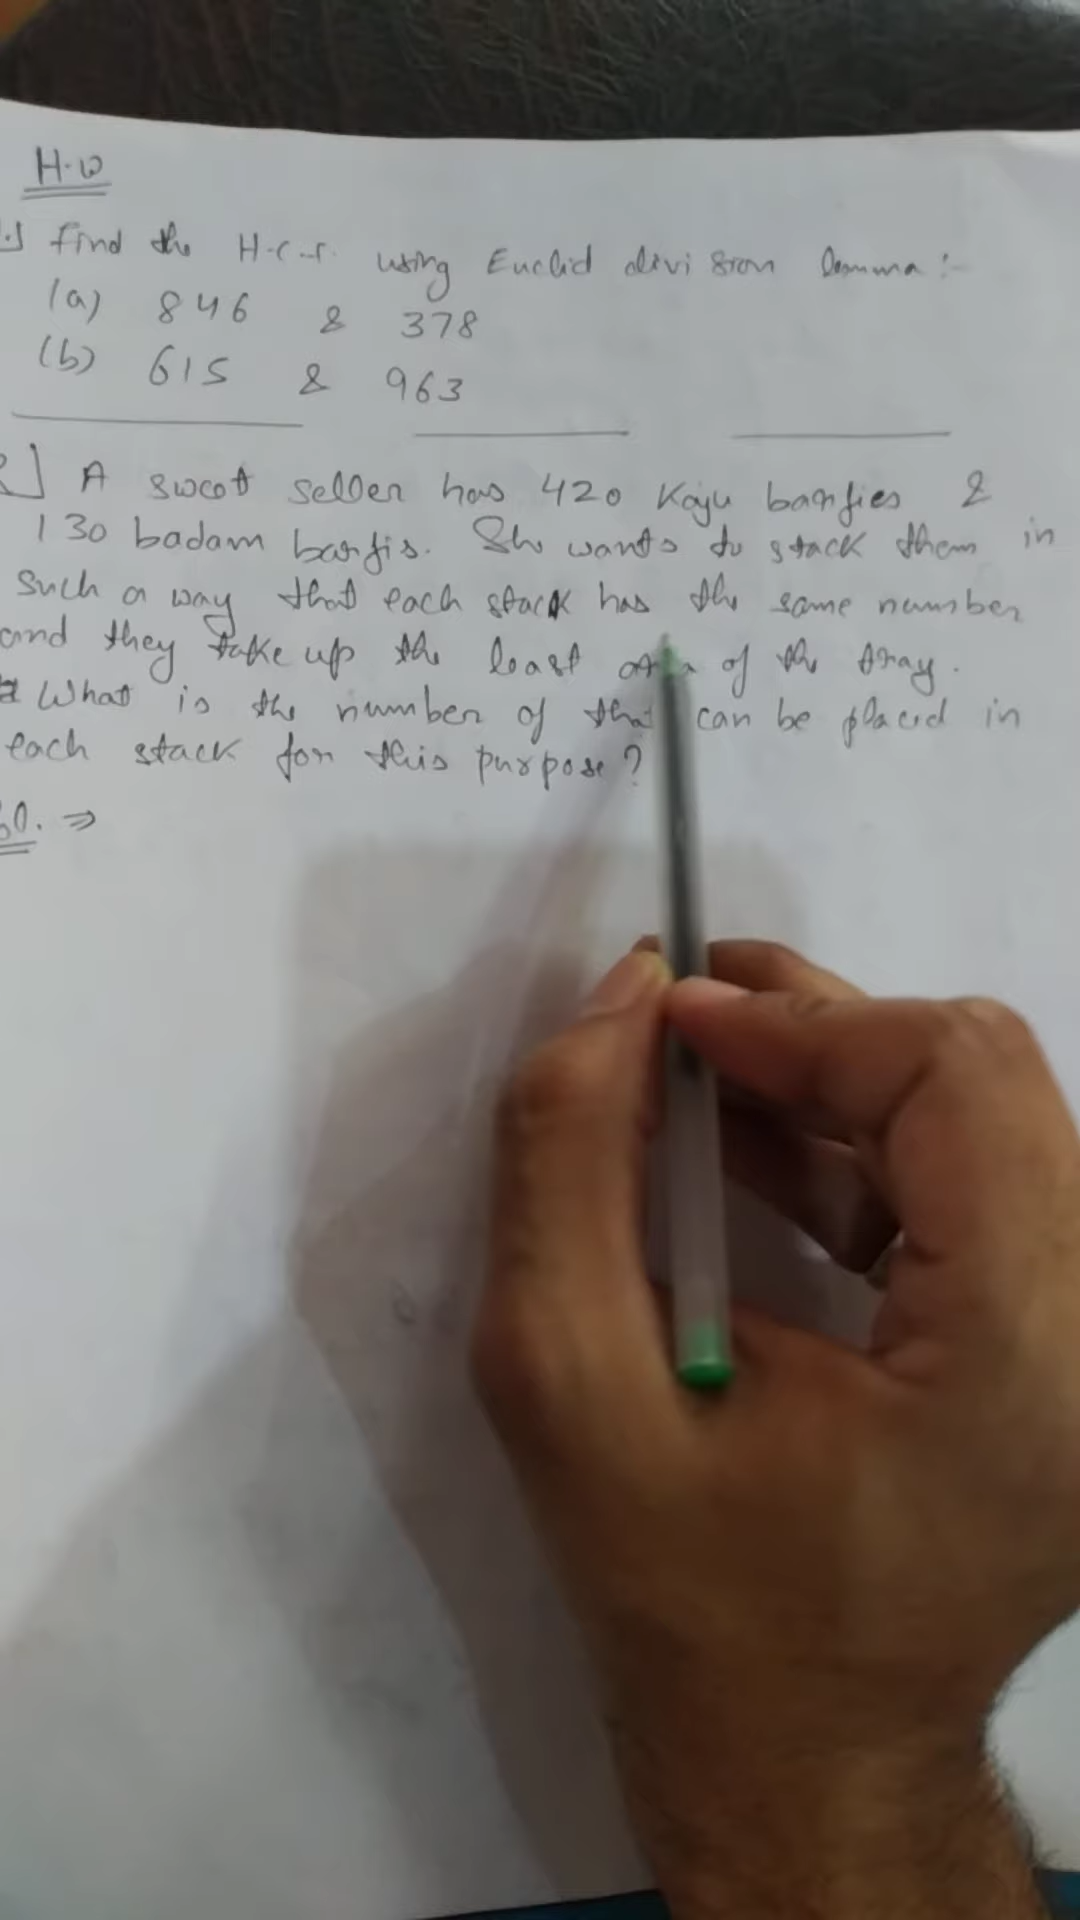 H.W
1.] Find the H.C.F. using Euclid division lemma :-
(a) 846 & 378
(b) 615 & 963
2] A sweet seller has 420 Kaju barfies &
130 badam barfis. She wants to stack them in
such a way that each stack has the same number
and they take up the least area of the tray.
What is the number of that can be placed in
each stack for this purpose?
Sol. ⇒